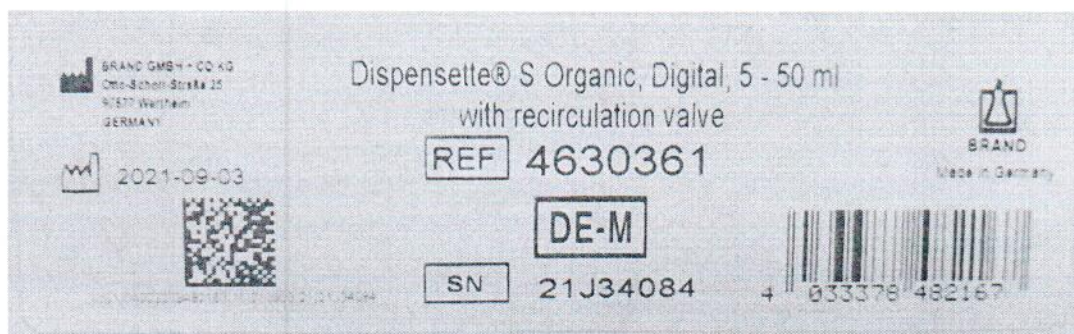 BRAND GMBH + CO KG
Otto-Schott-Straße 25
97877 Wertheim
GERMANY
2021-09-03
Dispensette® S Organic, Digital, 5 - 50 ml
with recirculation valve
REF 4630361
DE-M
SN 21J34084
BRAND
Made in Germany
4 033378 482167